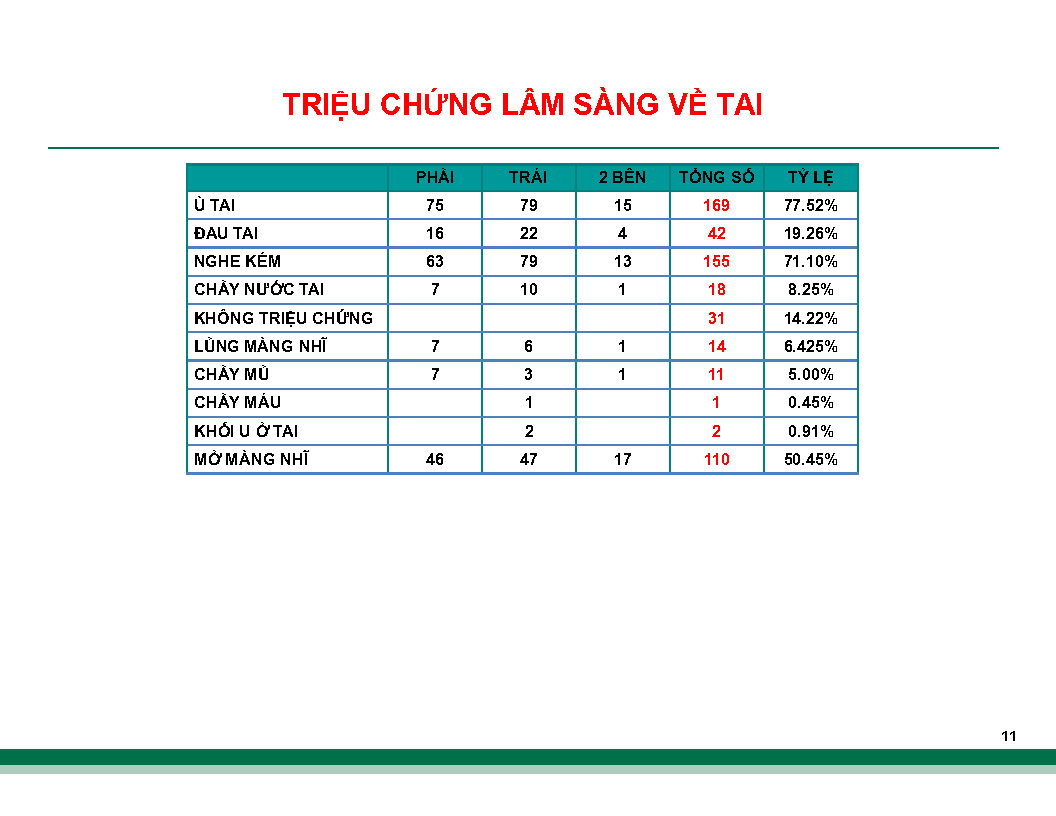 TRIỆU CHỨNG LÂM SÀNG VỀ TAI
PHẢI TRÁI 2 BÊN TỔNG SỐ TỶ LỆ
Ù TAI 75 79 15 169 77.52%
ĐAU TAI 16 22 4 42 19.26%
NGHE KÉM 63 79 13 155 71.10%
CHẢY NƯỚC TAI 7 10 1 18 8.25%
KHÔNG TRIỆU CHỨNG 31 14.22%
LỦNG MÀNG NHĨ 7 6 1 14 6.425%
CHẢY MỦ 7 3 1 11 5.00%
CHẢY MÁU 1 1 0.45%
KHỐI U Ở TAI 2 2 0.91%
MỜ MÀNG NHĨ 46 47 17 110 50.45%
11